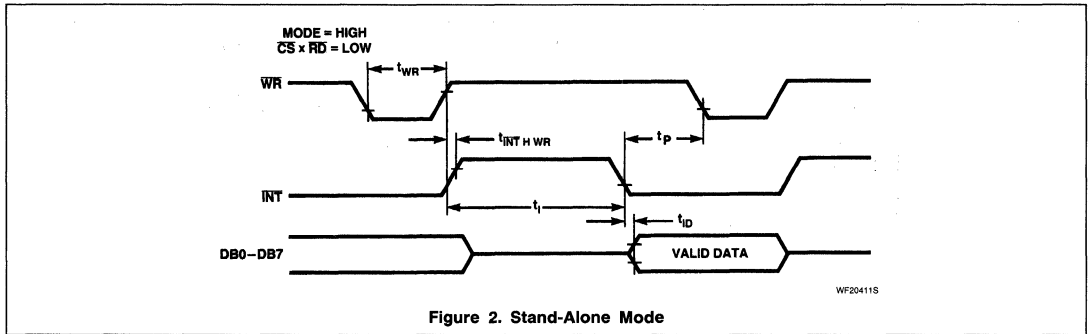 MODE = HIGH
CS x RD = LOW
tWR
WR
tINT H WR
tP
INT
tI
tID
DB0–DB7
VALID DATA
WF20411S
Figure 2. Stand-Alone Mode